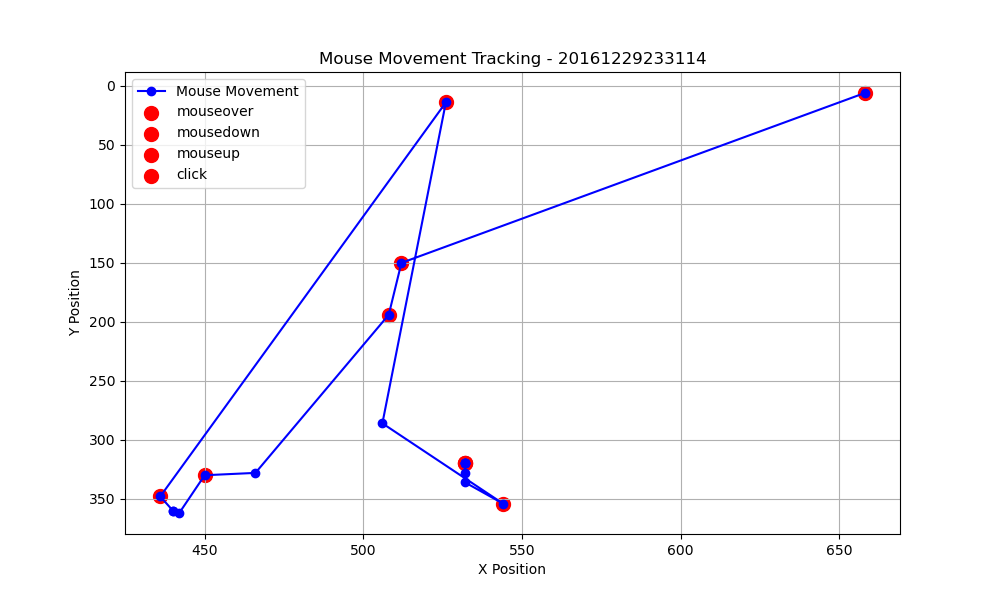 Mouse Movement Tracking - 20161229233114
Mouse Movement
mouseover
mousedown
mouseup
click
0
50
100
150
200
250
300
350
Y Position
450
500
550
600
650
X Position